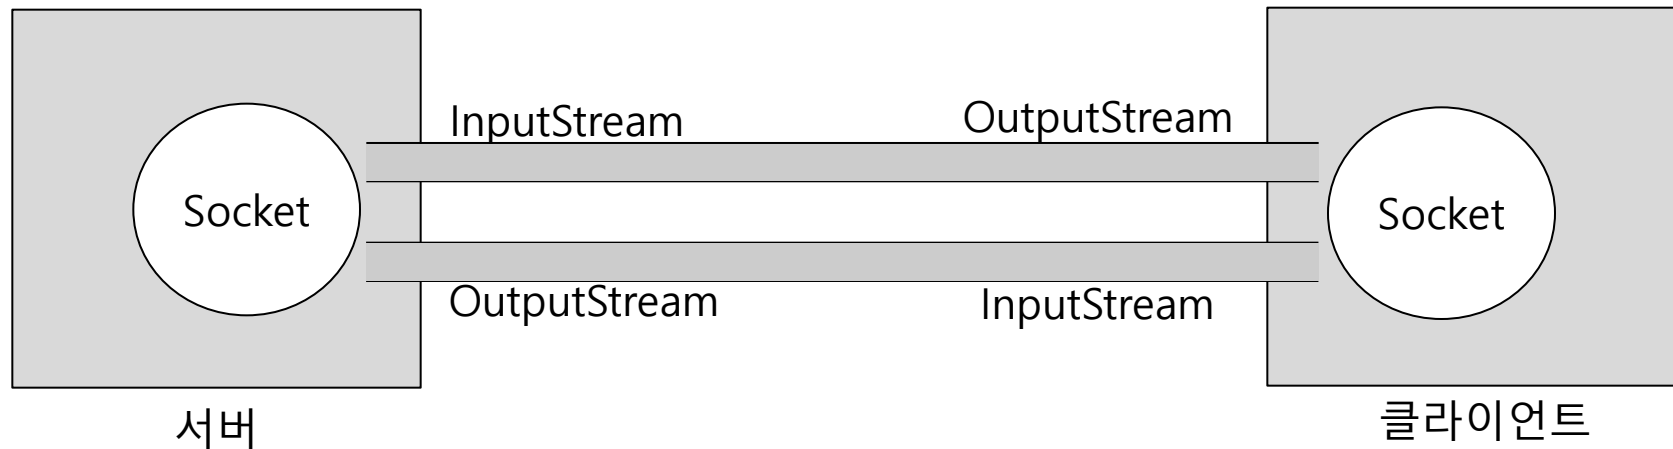 InputStream
OutputStream
Socket
Socket
OutputStream
InputStream
서버
클라이언트